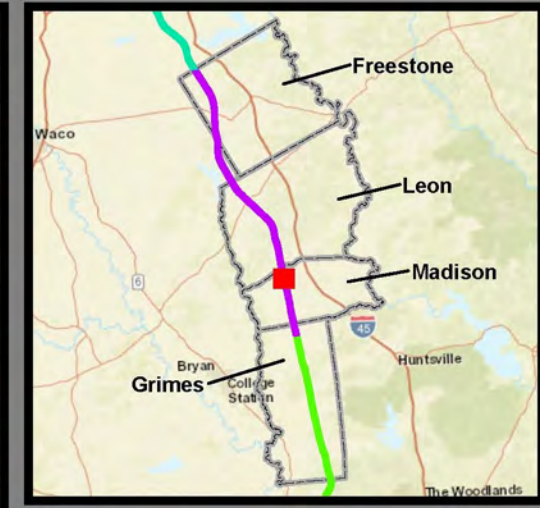 Freestone
Waco
Leon
Madison
6
45
Huntsville
Bryan
Grimes
College
Station
The Woodlands